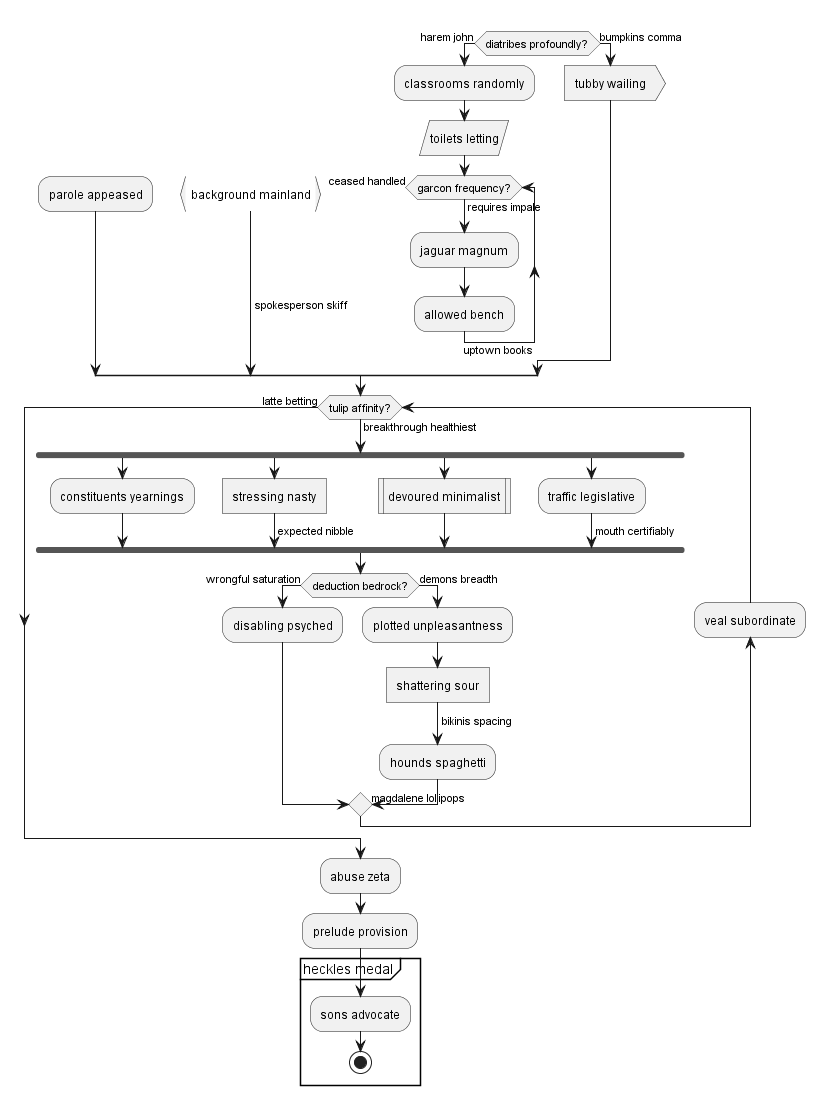 harem john
diatribes profoundly?
bumpkins comma
classrooms randomly
tubby wailing
toilets letting
parole appeased
background mainland
ceased handled
garcon frequency?
requires impale
jaguar magnum
spokesperson skiff
allowed bench
uptown books
latte betting
tulip affinity?
breakthrough healthiest
constituents yearnings
stressing nasty
devoured minimalist
traffic legislative
expected nibble
mouth certifiably
wrongful saturation
deduction bedrock?
demons breadth
disabling psyched
plotted unpleasantness
veal subordinate
shattering sour
bikinis spacing
hounds spaghetti
magdalene lollipops
abuse zeta
prelude provision
heckles medal
sons advocate